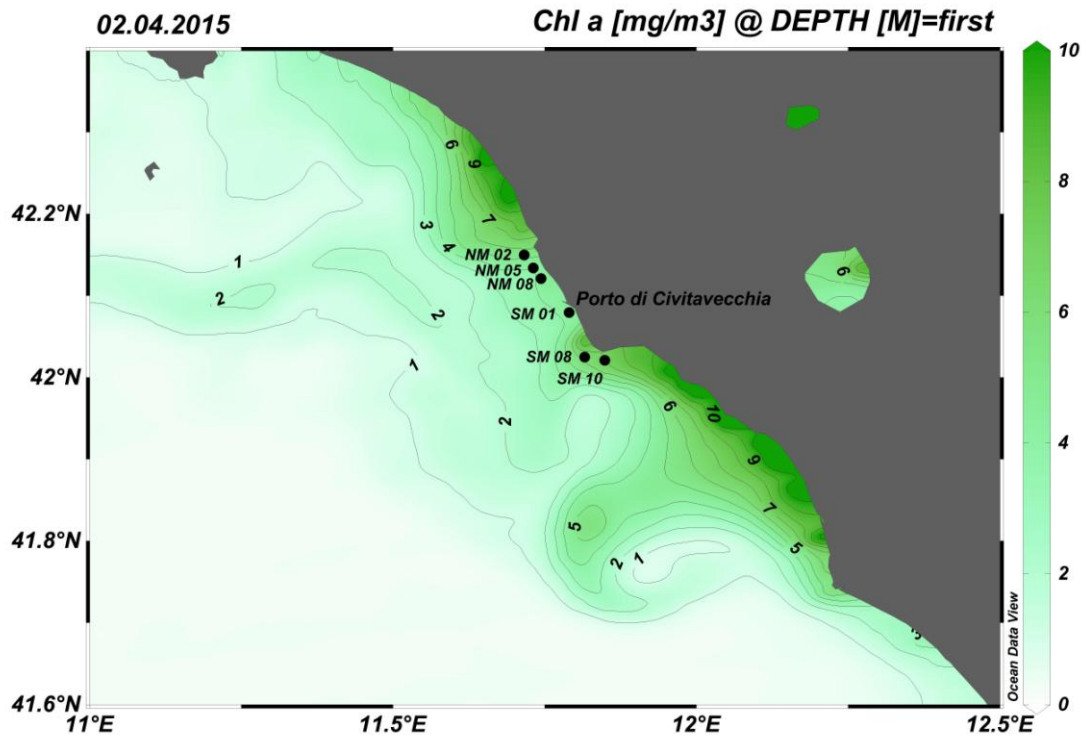 02.04.2015
Chl a [mg/m3] @ DEPTH [M]=first
10
8
6
4
2
0
42.2°N
42°N
41.8°N
41.6°N
11°E
11.5°E
12°E
12.5°E
6
9
7
3
4
1
2
NM 02
NM 05
NM 08
SM 01
Porto di Civitavecchia
SM 08
SM 10
6
2
1
2
6
10
9
7
5
5
2
1
3
Ocean Data View